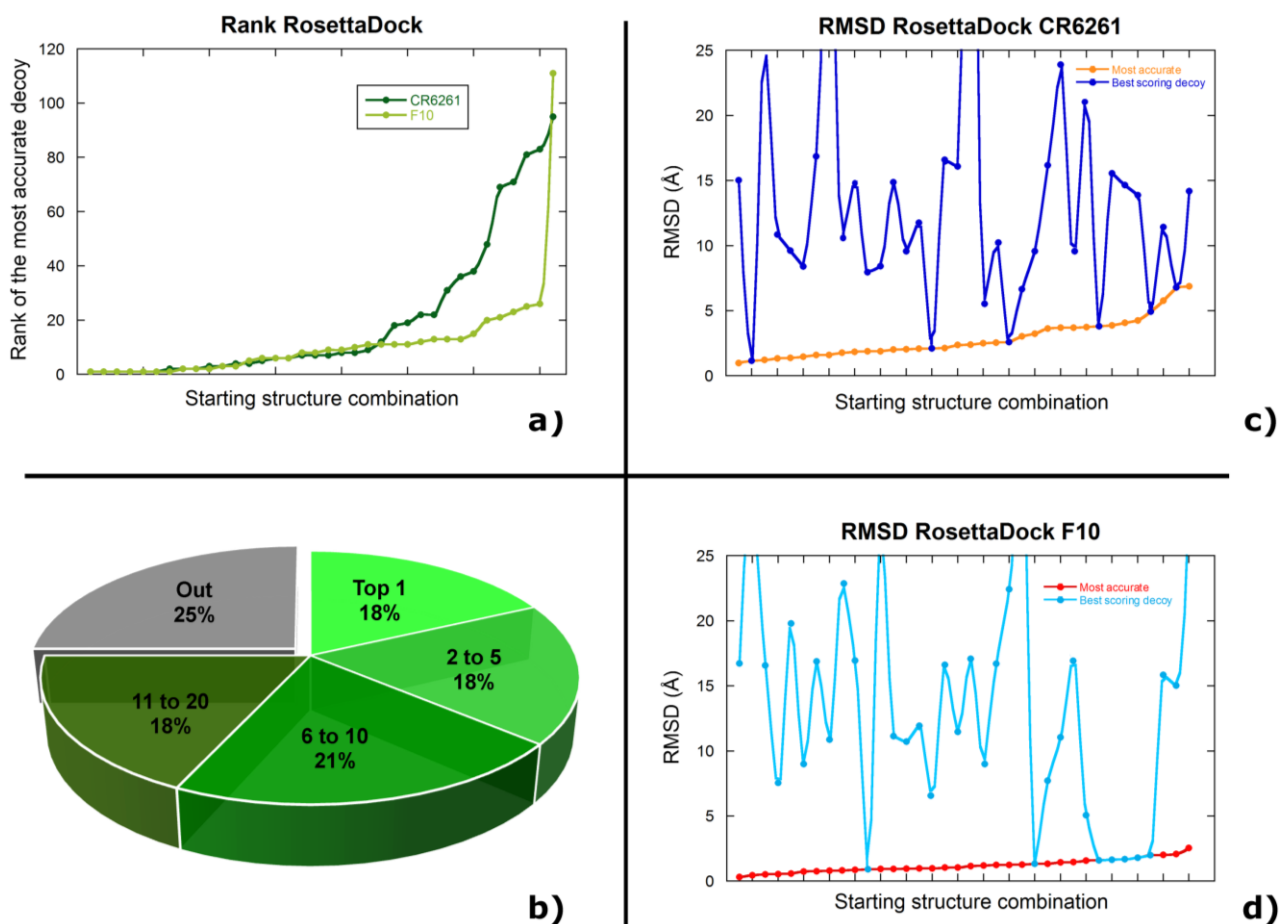 Rank RosettaDock
120
100
80
60
40
20
0
Rank of the most accurate decoy
CR6261
F10
Starting structure combination
a)
RMSD RosettaDock CR6261
25
20
15
10
5
0
RMSD (Å)
Most accurate
Best scoring decoy
Starting structure combination
c)
Out
25%
Top 1
18%
2 to 5
18%
11 to 20
18%
6 to 10
21%
b)
RMSD RosettaDock F10
25
20
15
10
5
0
RMSD (Å)
Most accurate
Best scoring decoy
Starting structure combination
d)